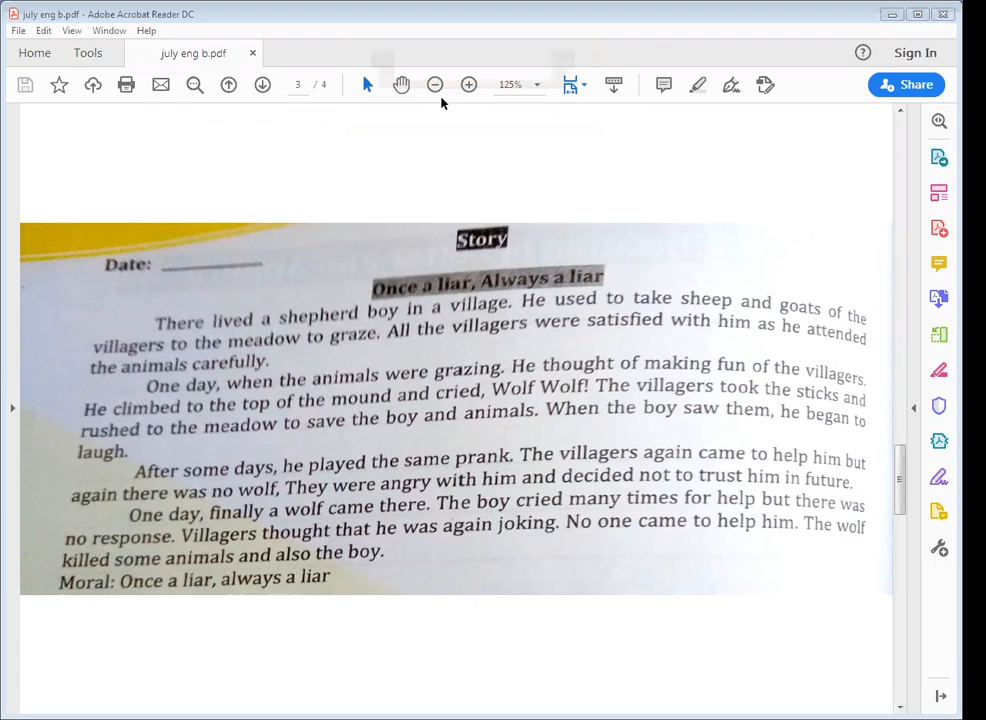 july eng b.pdf - Adobe Acrobat Reader DC
File Edit View Window Help
Home Tools july eng b.pdf × Sign In
3 / 4 125% Share
Story
Date:
Once a liar, Always a liar
There lived a shepherd boy in a village. He used to take sheep and goats of the
villagers to the meadow to graze. All the villagers were satisfied with him as he attended
the animals carefully.
One day, when the animals were grazing. He thought of making fun of the villagers.
He climbed to the top of the mound and cried, Wolf Wolf! The villagers took the sticks and
rushed to the meadow to save the boy and animals. When the boy saw them, he began to
laugh.
After some days, he played the same prank. The villagers again came to help him but
again there was no wolf, They were angry with him and decided not to trust him in future.
One day, finally a wolf came there. The boy cried many times for help but there was
no response. Villagers thought that he was again joking. No one came to help him. The wolf
killed some animals and also the boy.
Moral: Once a liar, always a liar